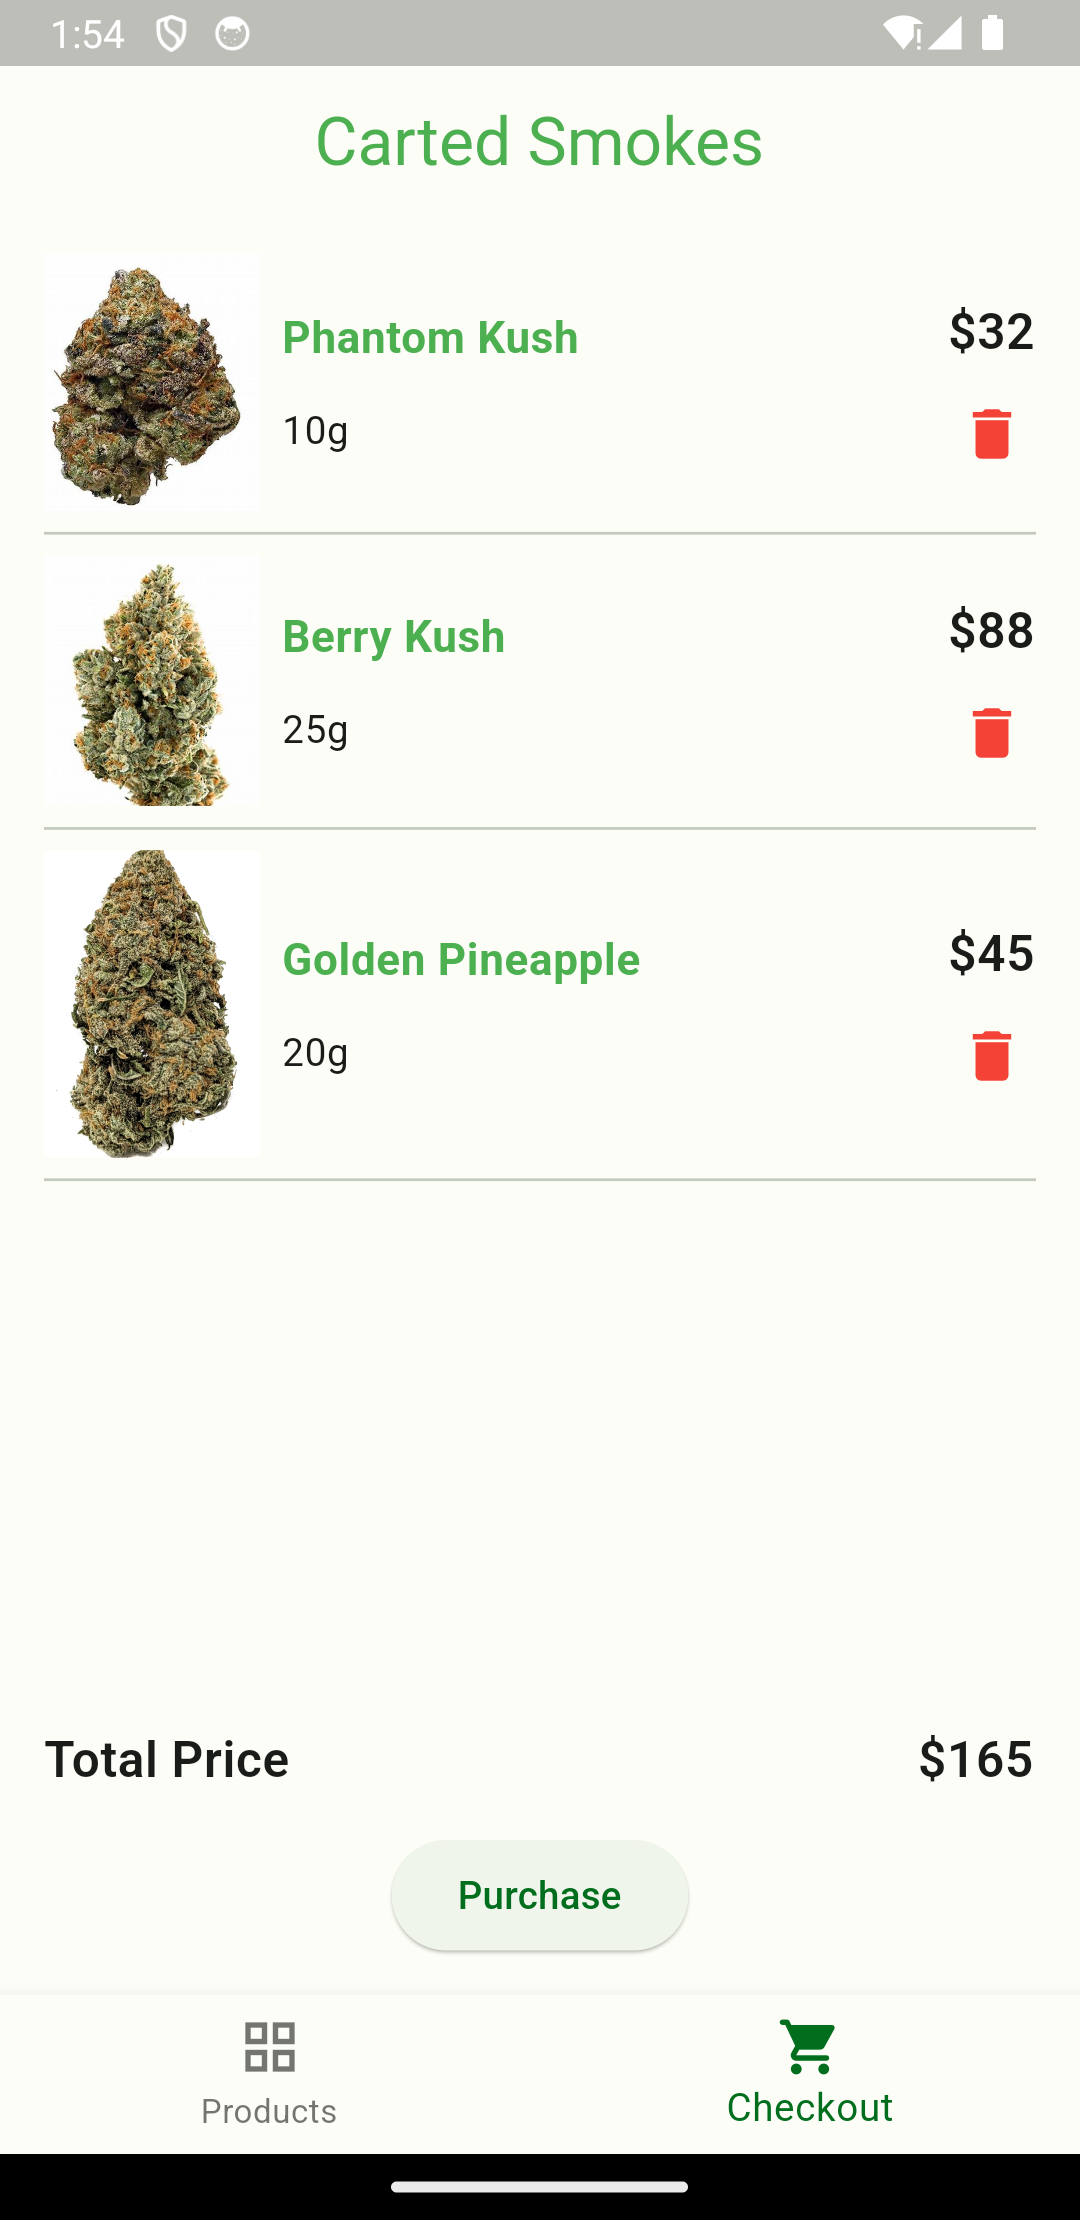 1:54
Carted Smokes
Phantom Kush
$32
10g
Berry Kush
$88
25g
Golden Pineapple
$45
20g
Total Price
$165
Purchase
Products
Checkout